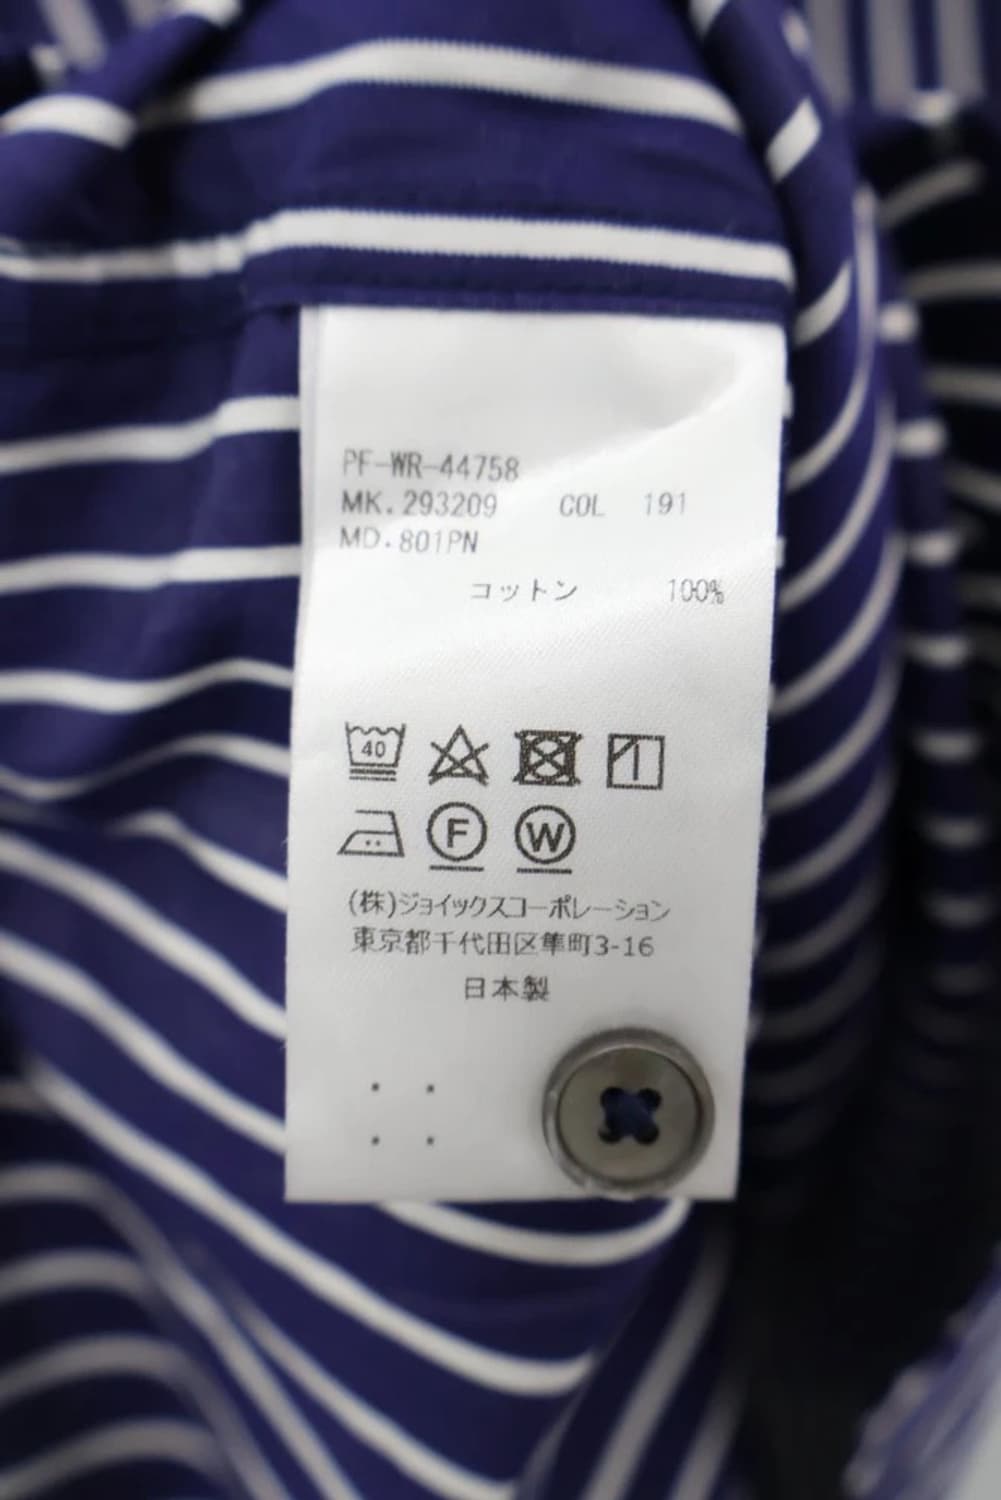 PF-WR-44758
MK.293209 COL 191
MD.801PN
コットン 100%
40
F W
(株)ジョイックスコーポレーション
東京都千代田区隼町3-16
日本製